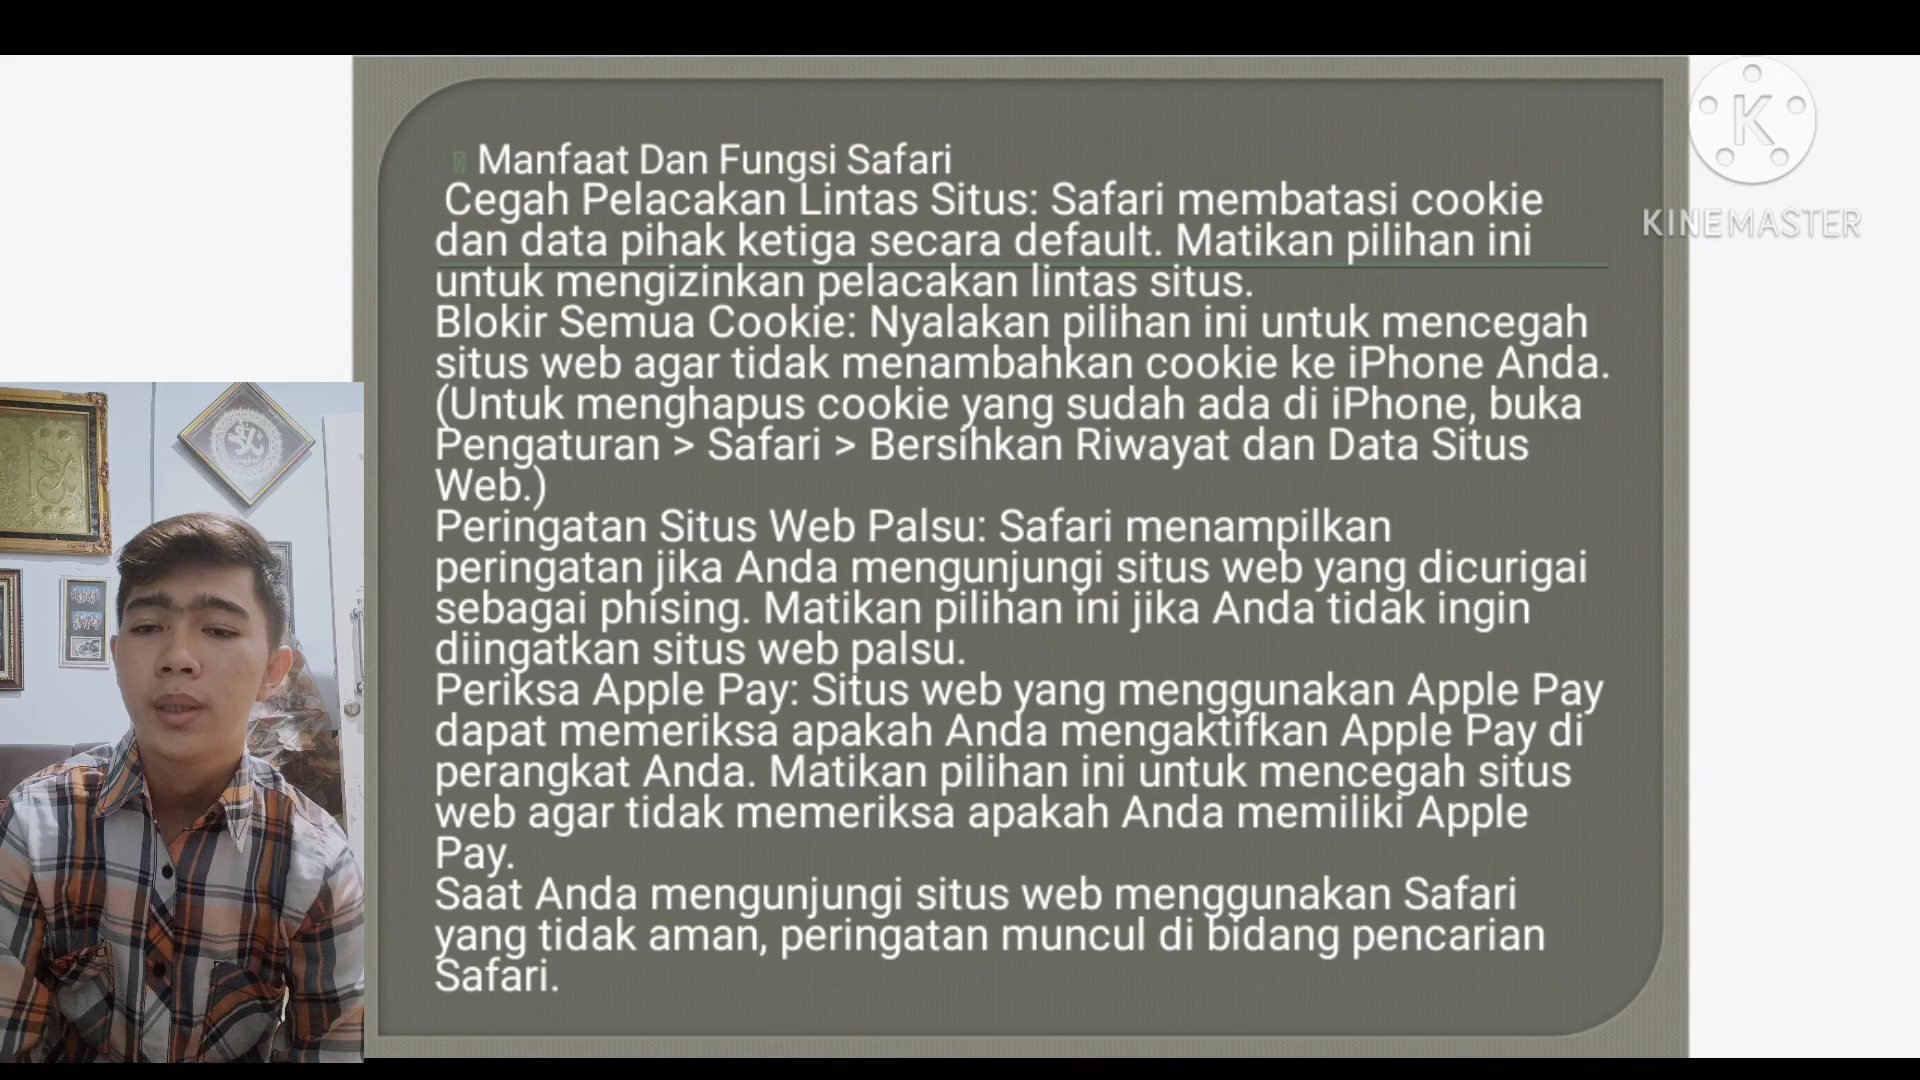 Manfaat Dan Fungsi Safari
Cegah Pelacakan Lintas Situs: Safari membatasi cookie
dan data pihak ketiga secara default. Matikan pilihan ini
untuk mengizinkan pelacakan lintas situs.
Blokir Semua Cookie: Nyalakan pilihan ini untuk mencegah
situs web agar tidak menambahkan cookie ke iPhone Anda.
(Untuk menghapus cookie yang sudah ada di iPhone, buka
Pengaturan > Safari > Bersihkan Riwayat dan Data Situs
Web.)
Peringatan Situs Web Palsu: Safari menampilkan
peringatan jika Anda mengunjungi situs web yang dicurigai
sebagai phising. Matikan pilihan ini jika Anda tidak ingin
diingatkan situs web palsu.
Periksa Apple Pay: Situs web yang menggunakan Apple Pay
dapat memeriksa apakah Anda mengaktifkan Apple Pay di
perangkat Anda. Matikan pilihan ini untuk mencegah situs
web agar tidak memeriksa apakah Anda memiliki Apple
Pay.
Saat Anda mengunjungi situs web menggunakan Safari
yang tidak aman, peringatan muncul di bidang pencarian
Safari.
K
KINEMASTER